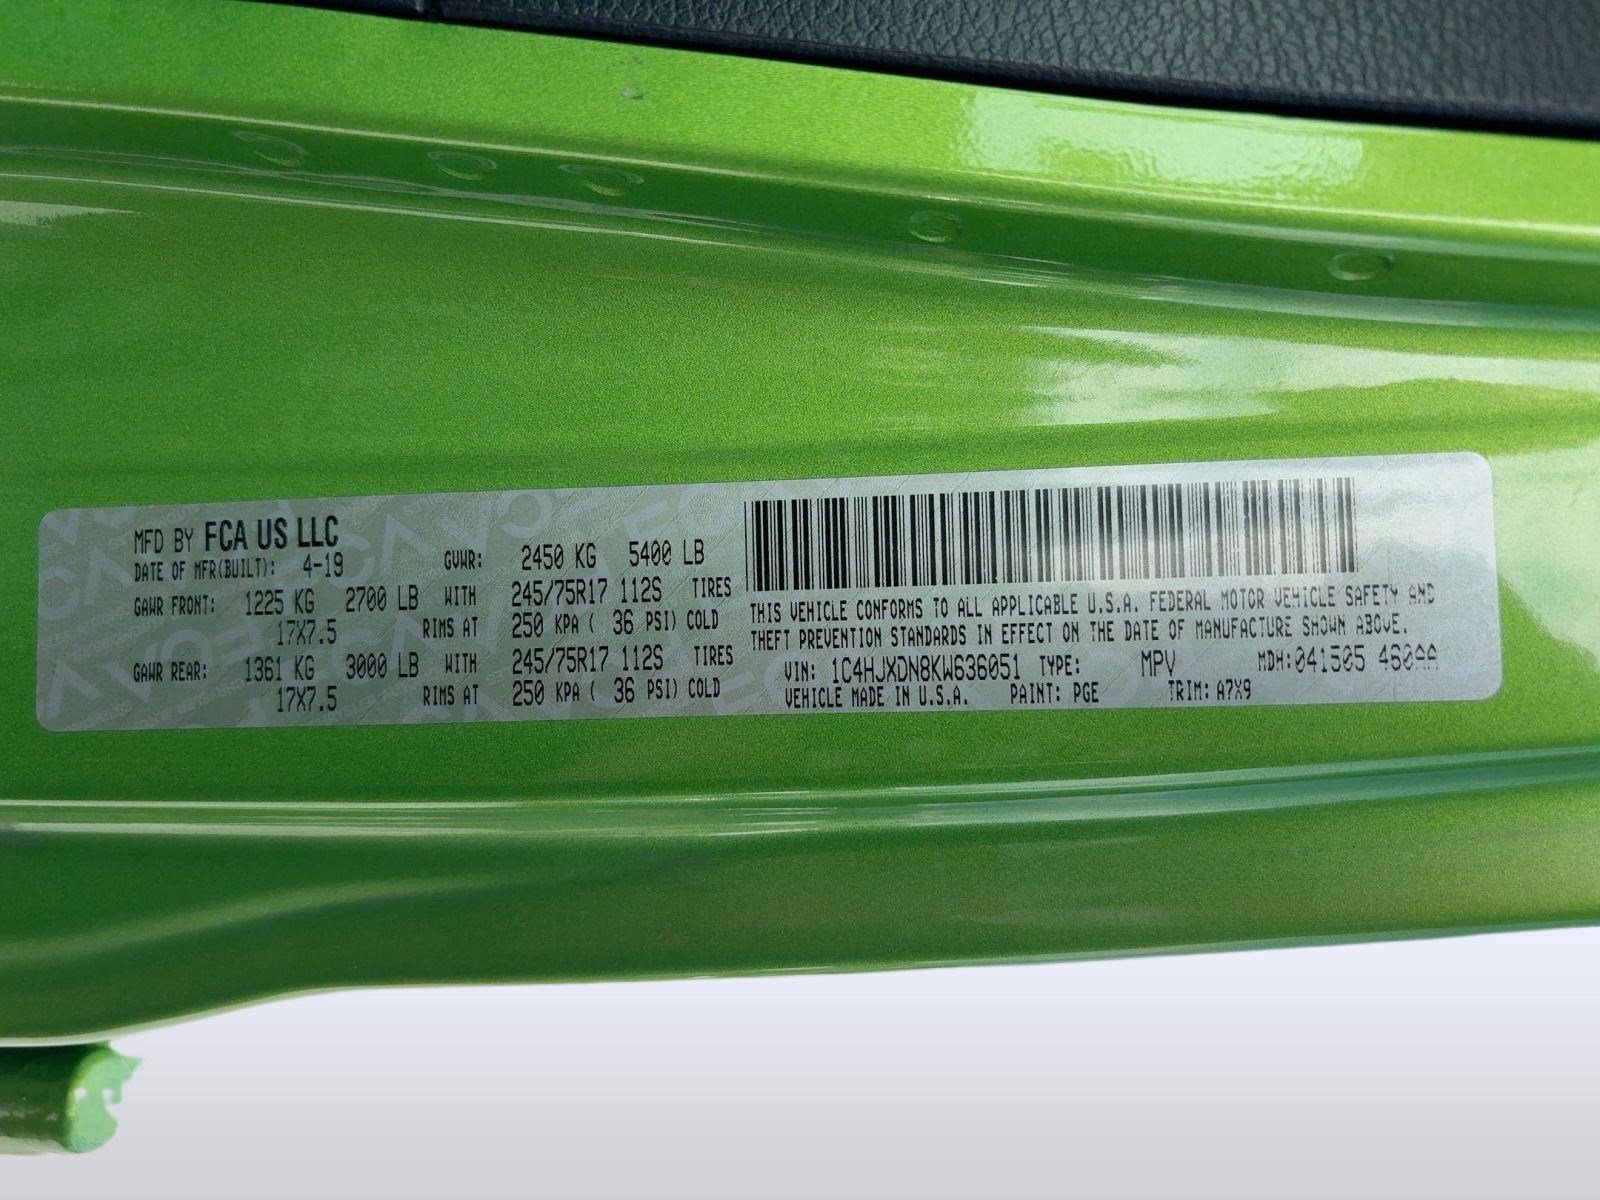 MFD BY FCA US LLC
DATE OF MFR(BUILT): 4-19 GVWR: 2450 KG 5400 LB
GAWR FRONT: 1225 KG 2700 LB WITH 245/75R17 112S TIRES
17X7.5 RIMS AT 250 KPA ( 36 PSI) COLD
GAWR REAR: 1361 KG 3000 LB WITH 245/75R17 112S TIRES
17X7.5 RIMS AT 250 KPA ( 36 PSI) COLD
THIS VEHICLE CONFORMS TO ALL APPLICABLE U.S.A. FEDERAL MOTOR VEHICLE SAFETY AND
THEFT PREVENTION STANDARDS IN EFFECT ON THE DATE OF MANUFACTURE SHOWN ABOVE.
VIN: 1C4HJXDN8KW636051 TYPE: MPV MDH:041505 460AA
VEHICLE MADE IN U.S.A. PAINT: PGE TRIM: A7X9